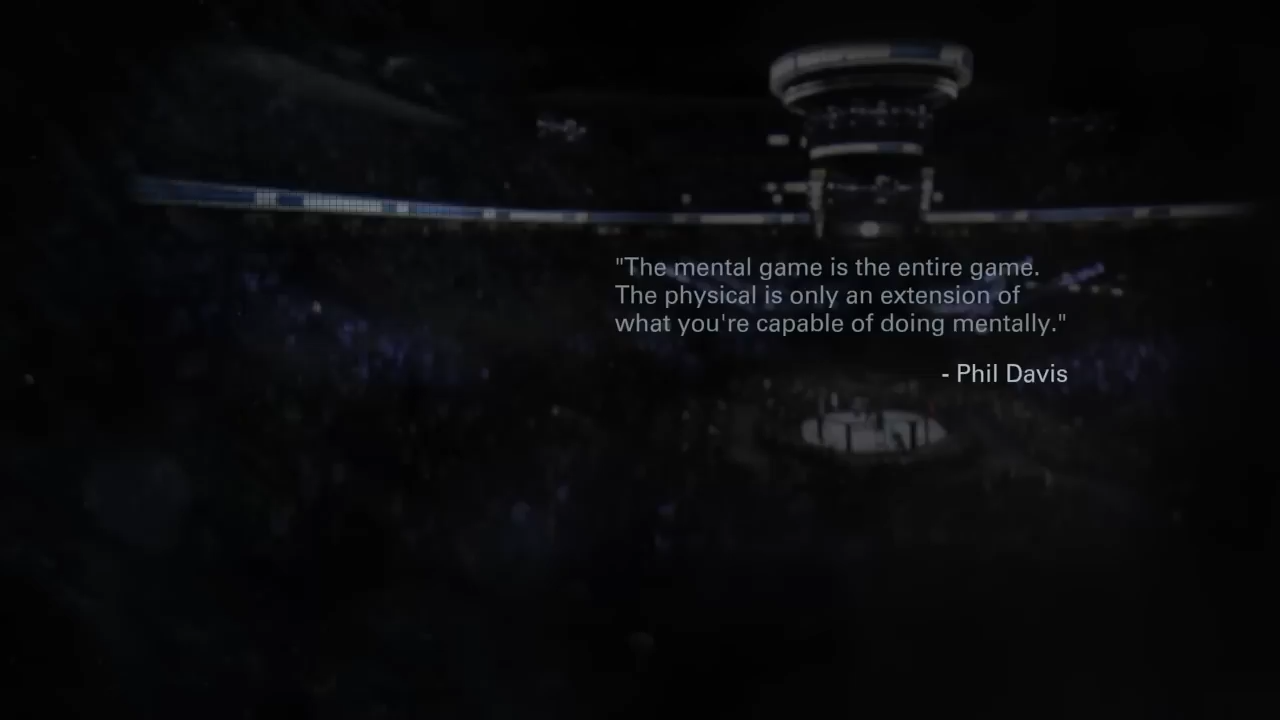 "The mental game is the entire game.
The physical is only an extension of
what you're capable of doing mentally."
- Phil Davis